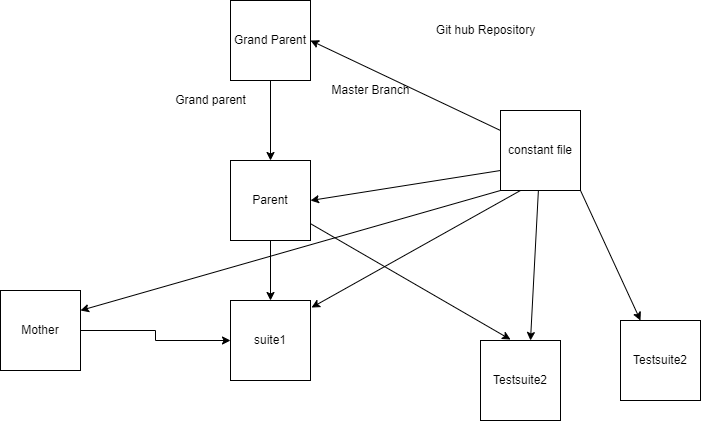 Git hub Repository
Grand Parent
Master Branch
Grand parent
constant file
Parent
Mother
suite1
Testsuite2
Testsuite2